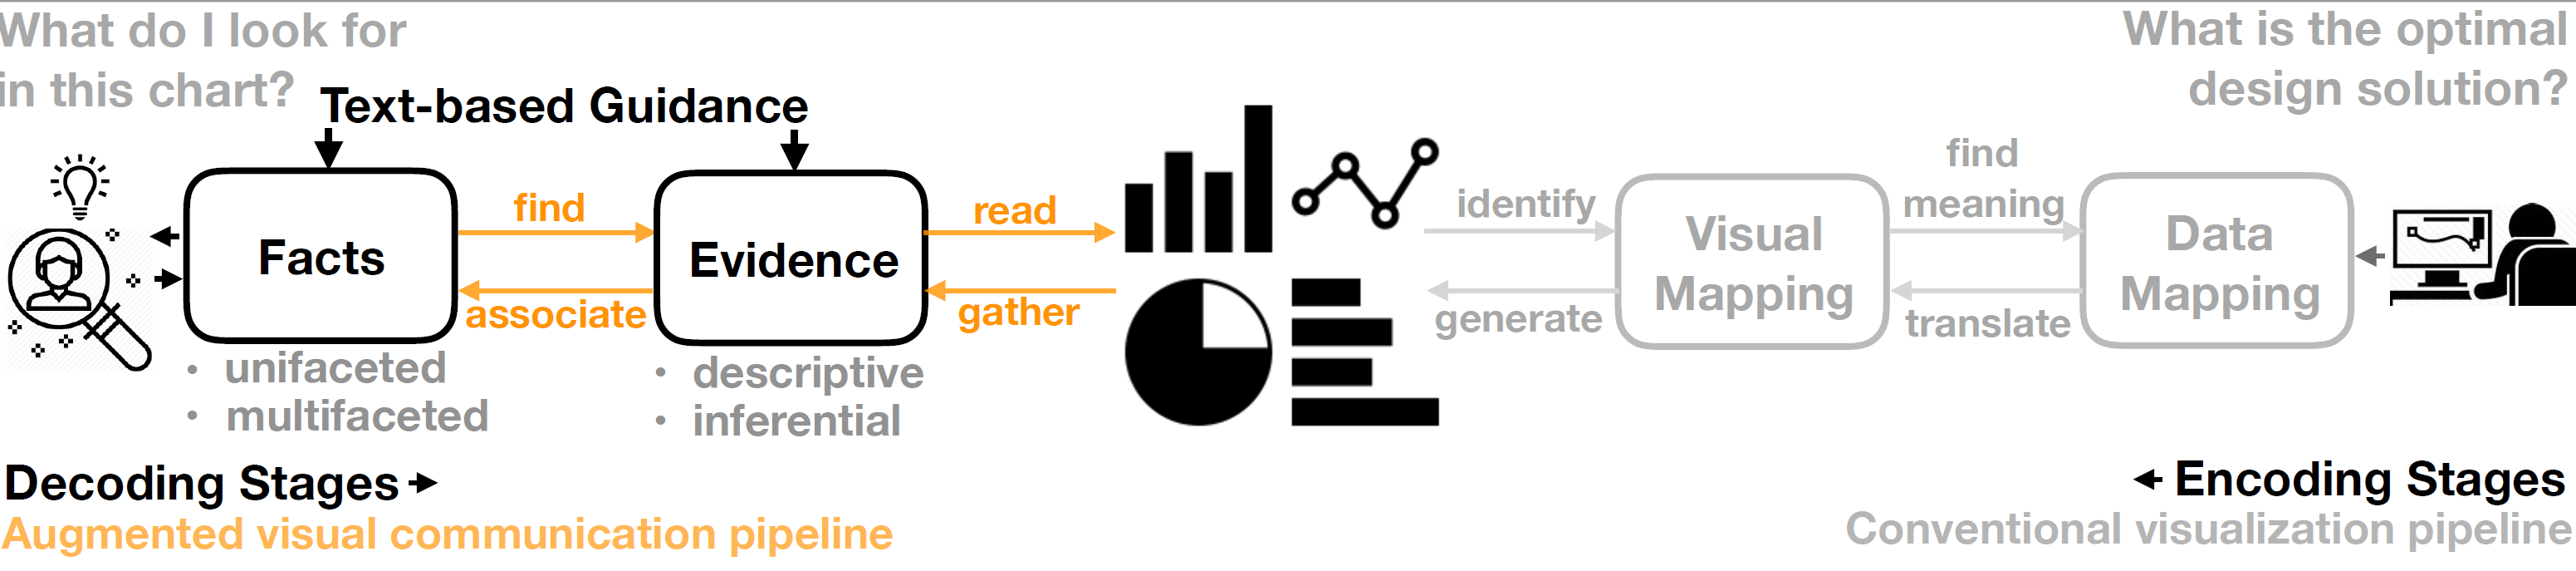 What do I look for
in this chart?
Text-based Guidance
Facts
• unifaceted
• multifaceted
find
associate
Evidence
• descriptive
• inferential
read
gather
identify
generate
Visual
Mapping
find
meaning
translate
Data
Mapping
What is the optimal
design solution?
Decoding Stages
Augmented visual communication pipeline
Encoding Stages
Conventional visualization pipeline